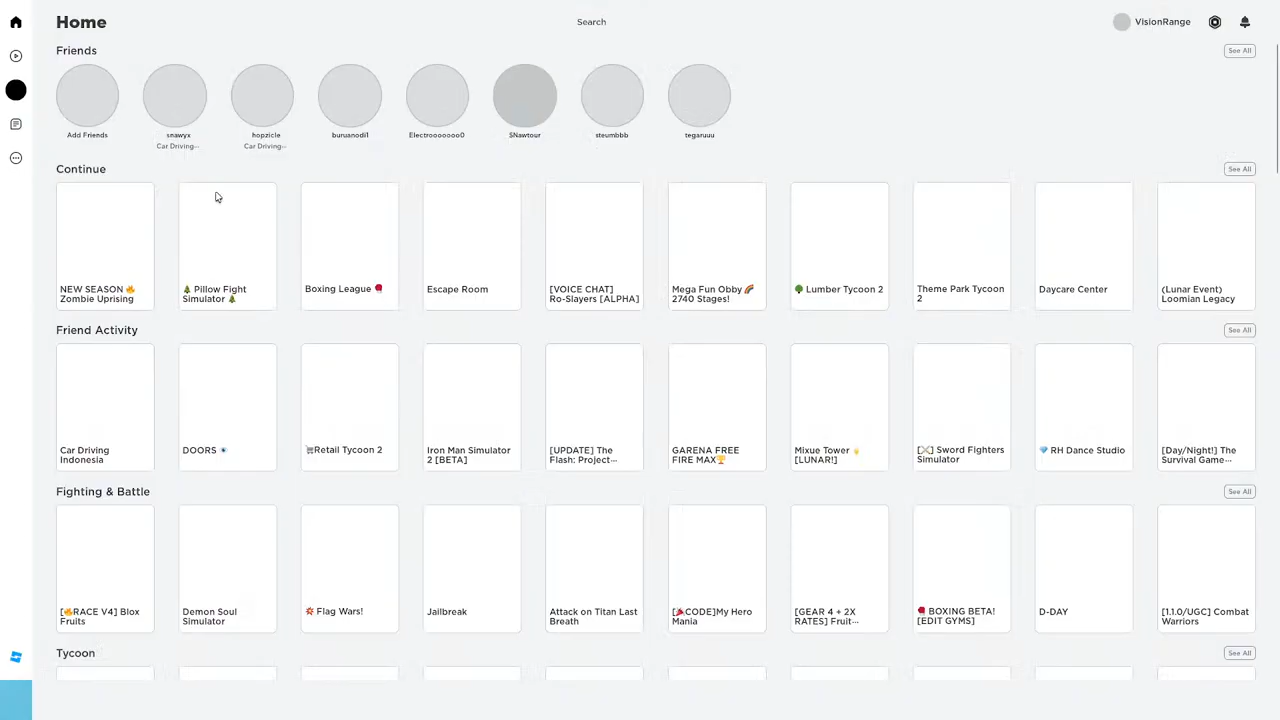 Home
Search
VisionRange
Friends
See All
Add Friends
snawyx
Car Driving...
hopzicle
Car Driving...
buruanodi1
Electrooooooo0
SNawtour
steumbbb
tegaruuu
Continue
See All
NEW SEASON 🔥
Zombie Uprising
🎄 Pillow Fight
Simulator 🎄
Boxing League 🥊
Escape Room
[VOICE CHAT]
Ro-Slayers [ALPHA]
Mega Fun Obby 🌈
2740 Stages!
🌳 Lumber Tycoon 2
Theme Park Tycoon
2
Daycare Center
(Lunar Event)
Loomian Legacy
Friend Activity
See All
Car Driving
Indonesia
DOORS 👁️
🛒Retail Tycoon 2
Iron Man Simulator
2 [BETA]
[UPDATE] The
Flash: Project...
GARENA FREE
FIRE MAX🏆
Mixue Tower 🍦
[LUNAR!]
[⚔️] Sword Fighters
Simulator
💎 RH Dance Studio
[Day/Night!] The
Survival Game...
Fighting & Battle
See All
[🔥RACE V4] Blox
Fruits
Demon Soul
Simulator
💥 Flag Wars!
Jailbreak
Attack on Titan Last
Breath
[🎉CODE]My Hero
Mania
[GEAR 4 + 2X
RATES] Fruit...
🥊 BOXING BETA!
[EDIT GYMS]
D-DAY
[1.1.0/UGC] Combat
Warriors
Tycoon
See All